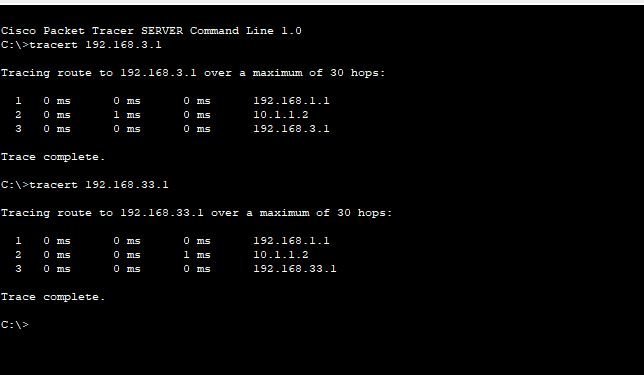 Cisco Packet Tracer SERVER Command Line 1.0
C:\>tracert 192.168.3.1
Tracing route to 192.168.3.1 over a maximum of 30 hops:
1 0 ms 0 ms 0 ms 192.168.1.1
2 0 ms 1 ms 0 ms 10.1.1.2
3 0 ms 0 ms 0 ms 192.168.3.1
Trace complete.
C:\>tracert 192.168.33.1
Tracing route to 192.168.33.1 over a maximum of 30 hops:
1 0 ms 0 ms 0 ms 192.168.1.1
2 0 ms 0 ms 1 ms 10.1.1.2
3 0 ms 0 ms 0 ms 192.168.33.1
Trace complete.
C:\>